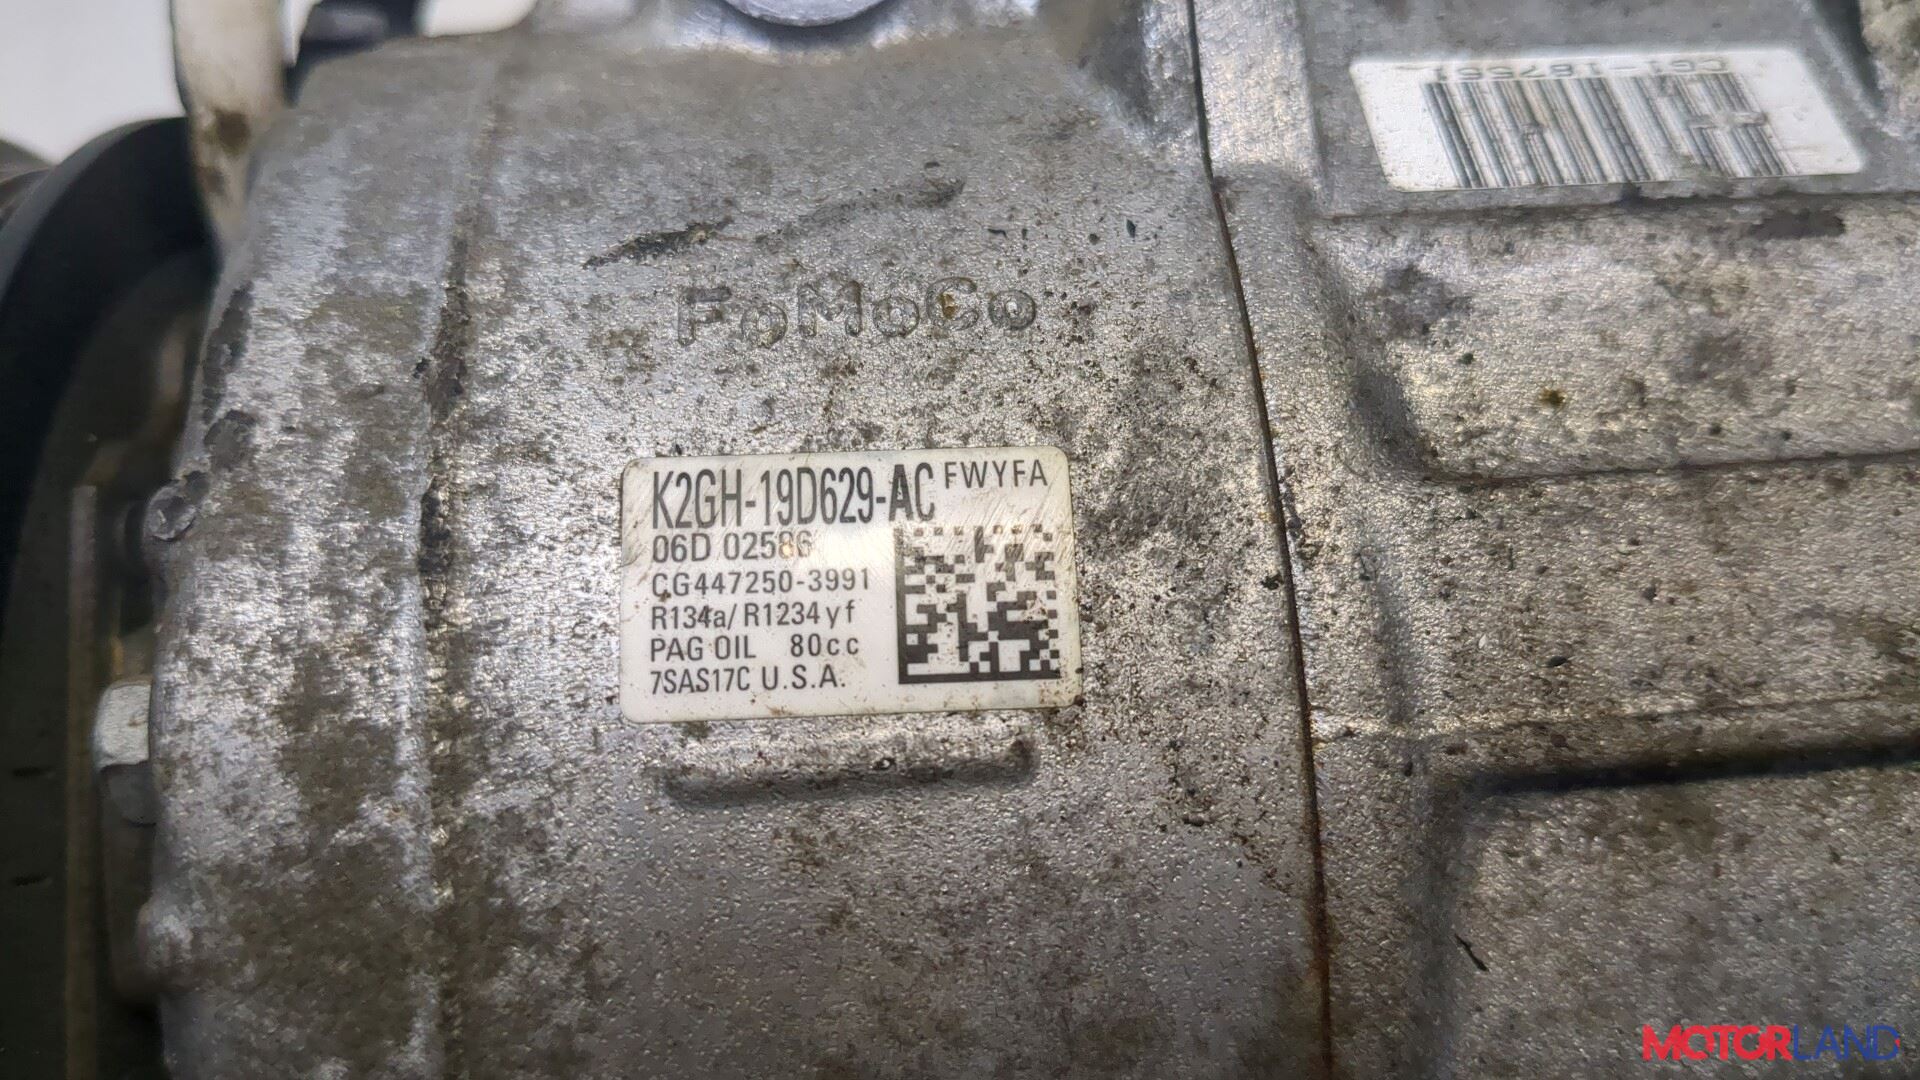 FoMoCo
K2GH-19D629-AC FWYFA
06D 02586
CG447250-3991
R134a/R1234yf
PAG OIL 80cc
7SAS17C U.S.A.
MOTORLAND